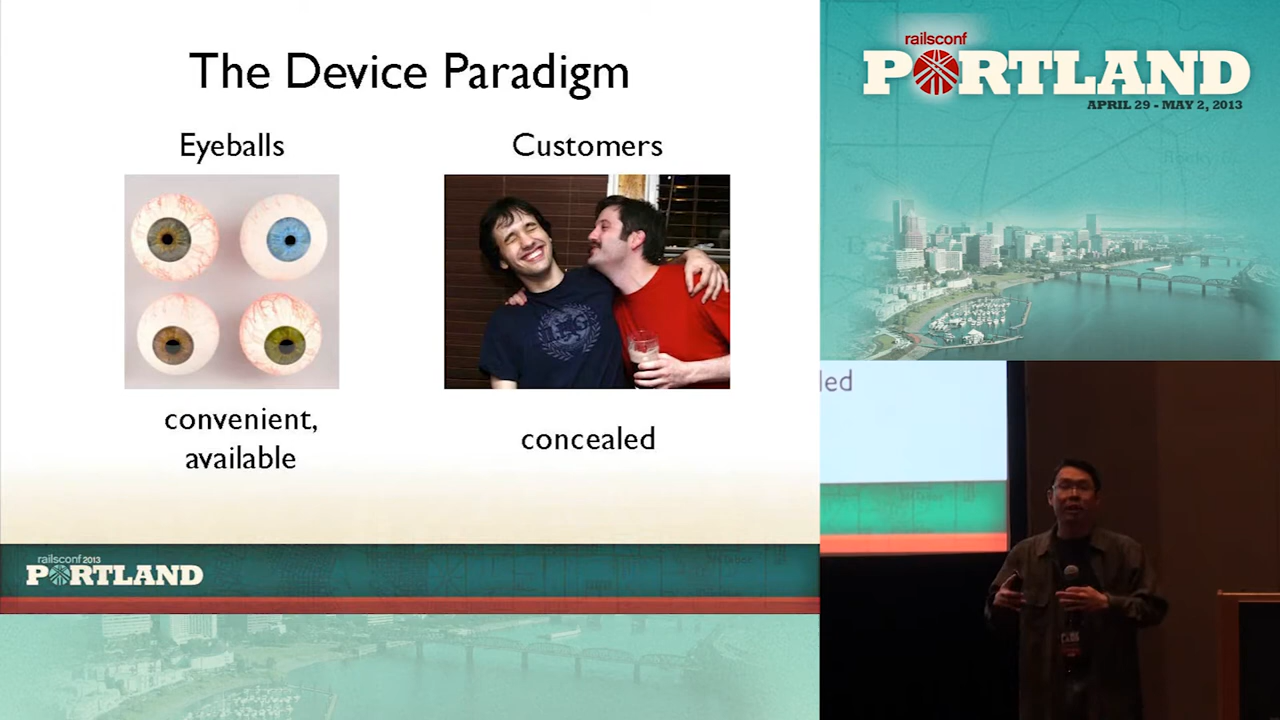 The Device Paradigm
Eyeballs
Customers
convenient,
available
concealed
railsconf 2013
PORTLAND
railsconf
PORTLAND
APRIL 29 - MAY 2, 2013
led